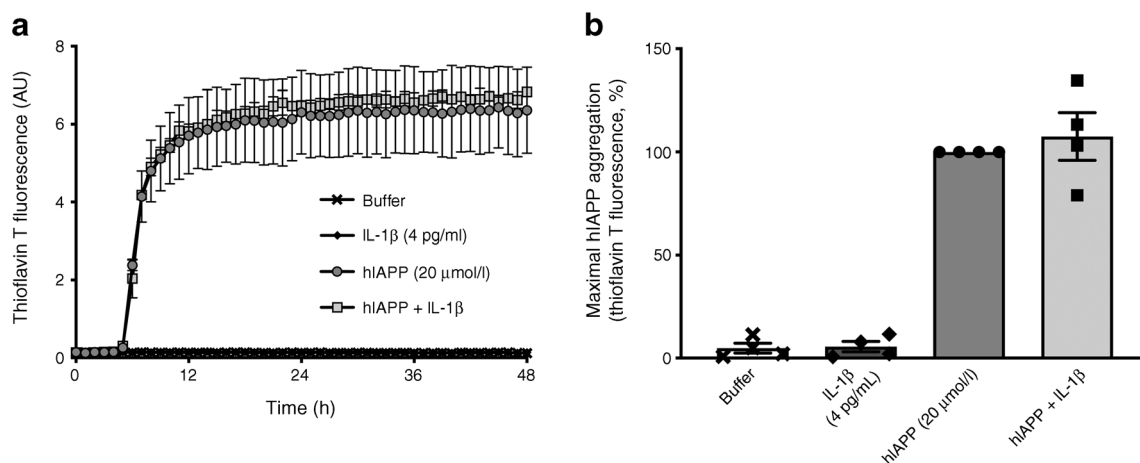 a
Thioflavin T fluorescence (AU)
8
6
4
2
0
0
12
24
36
48
Time (h)
Buffer
IL-1β (4 pg/ml)
hIAPP (20 μmol/l)
hIAPP + IL-1β
b
Maximal hIAPP aggregation
(thioflavin T fluorescence, %)
150
100
50
0
Buffer
IL-1β
(4 pg/mL)
hIAPP (20 μmol/l)
hIAPP + IL-1β